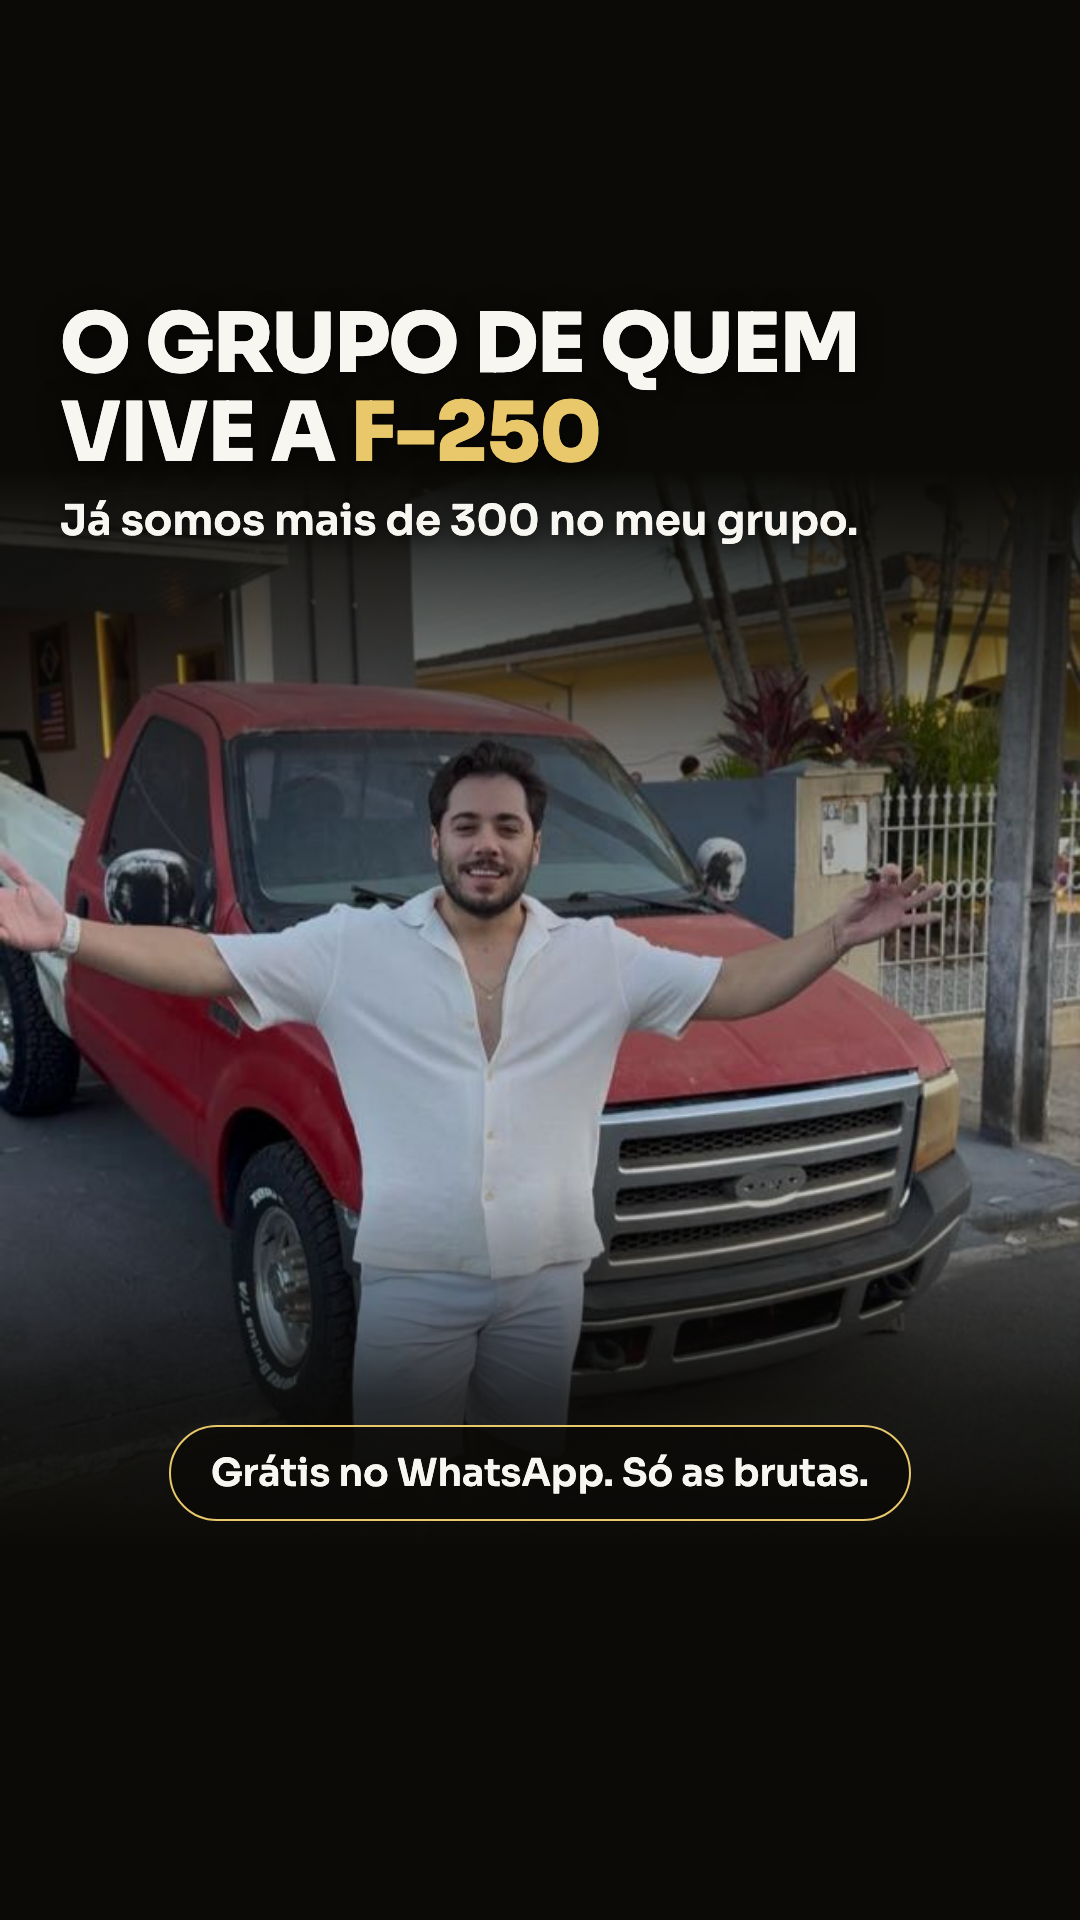 O GRUPO DE QUEM
VIVE A F-250
Já somos mais de 300 no meu grupo.
Grátis no WhatsApp. Só as brutas.